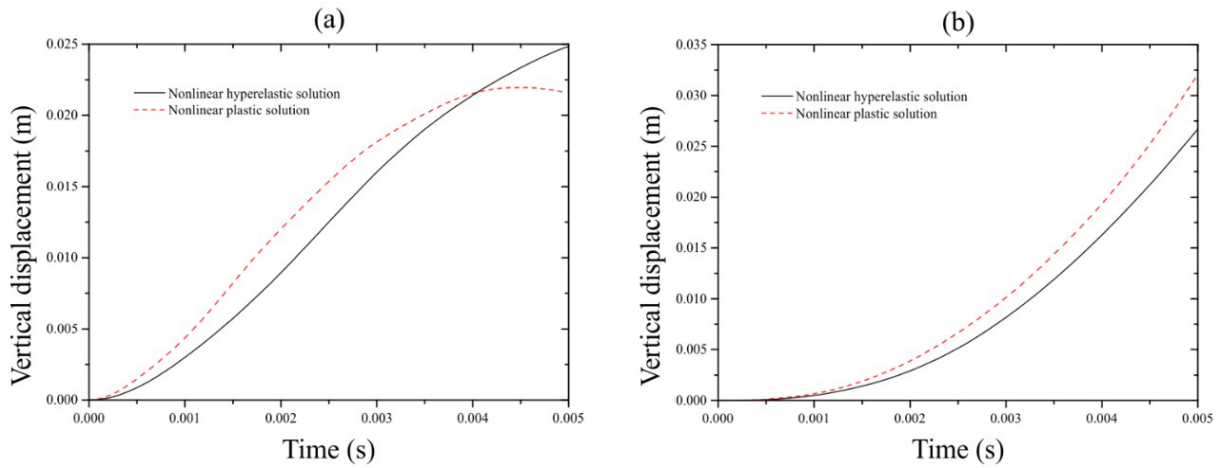 (a)
0.025
0.020
0.015
0.010
0.005
0.000
Vertical displacement (m)
Nonlinear hyperelastic solution
Nonlinear plastic solution
0.000 0.001 0.002 0.003 0.004 0.005
Time (s)
(b)
0.035
0.030
0.025
0.020
0.015
0.010
0.005
0.000
Vertical displacement (m)
Nonlinear hyperelastic solution
Nonlinear plastic solution
0.000 0.001 0.002 0.003 0.004 0.005
Time (s)